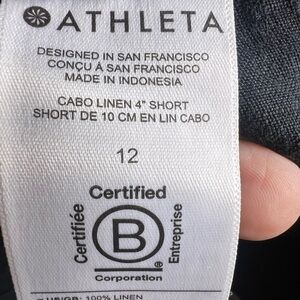 ATHLETA
DESIGNED IN SAN FRANCISCO
CONÇU À SAN FRANCISCO
MADE IN INDONESIA
CABO LINEN 4" SHORT
SHORT DE 10 CM EN LIN CABO
12
Certified
Certifiée
B
Entreprise
Corporation
100% LINEN